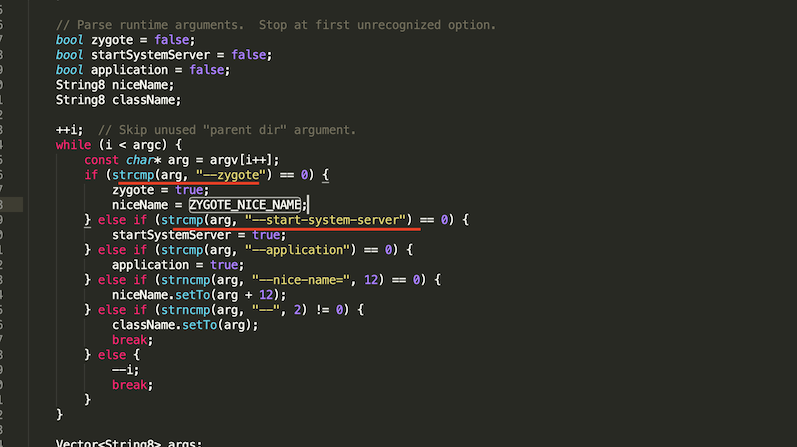 // Parse runtime arguments.  Stop at first unrecognized option.
bool zygote = false;
bool startSystemServer = false;
bool application = false;
String8 niceName;
String8 className;
++i;  // Skip unused "parent dir" argument.
while (i < argc) {
const char* arg = argv[i++];
if (strcmp(arg, "--zygote") == 0) {
zygote = true;
niceName = ZYGOTE_NICE_NAME;
} else if (strcmp(arg, "--start-system-server") == 0) {
startSystemServer = true;
} else if (strcmp(arg, "--application") == 0) {
application = true;
} else if (strncmp(arg, "--nice-name=", 12) == 0) {
niceName.setTo(arg + 12);
} else if (strncmp(arg, "--", 2) != 0) {
className.setTo(arg);
break;
} else {
--i;
break;
}
}
Vector<String8> args;